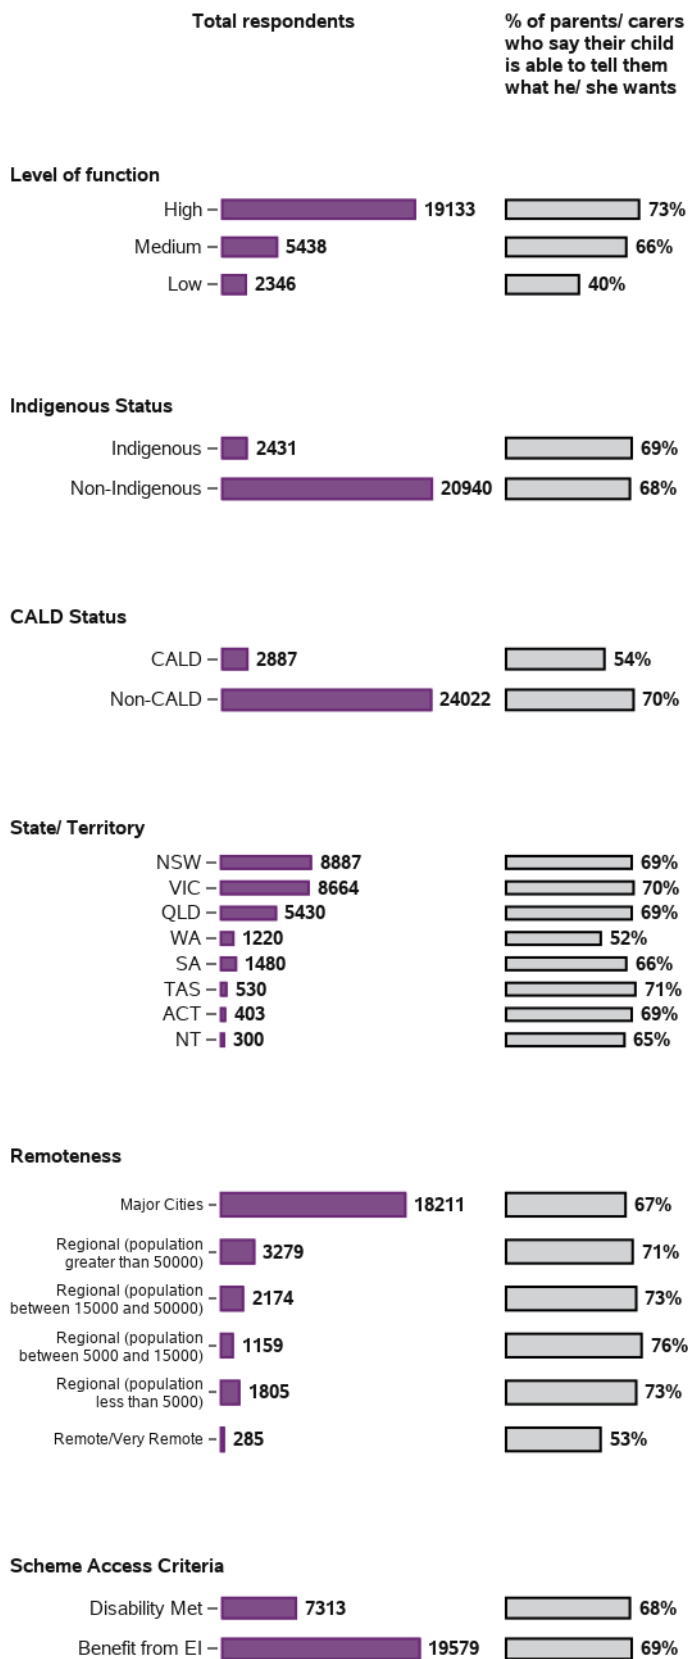 Total respondents
% of parents/ carers
who say their child
is able to tell them
what he/ she wants
Level of function
High 19133 73%
Medium 5438 66%
Low 2346 40%
Indigenous Status
Indigenous 2431 69%
Non-Indigenous 20940 68%
CALD Status
CALD 2887 54%
Non-CALD 24022 70%
State/ Territory
NSW 8887 69%
VIC 8664 70%
QLD 5430 69%
WA 1220 52%
SA 1480 66%
TAS 530 71%
ACT 403 69%
NT 300 65%
Remoteness
Major Cities 18211 67%
Regional (population
greater than 50000) 3279 71%
Regional (population
between 15000 and 50000) 2174 73%
Regional (population
between 5000 and 15000) 1159 76%
Regional (population
less than 5000) 1805 73%
Remote/Very Remote 285 53%
Scheme Access Criteria
Disability Met 7313 68%
Benefit from EI 19579 69%